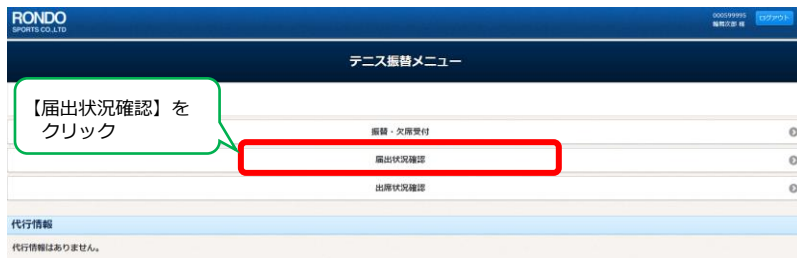 RONDO
SPORTS CO.,LTD
000599995
様
ログアウト
テニス振替メニュー
【届出状況確認】を
クリック
振替・欠席受付
届出状況確認
出席状況確認
代行情報
代行情報はありません。